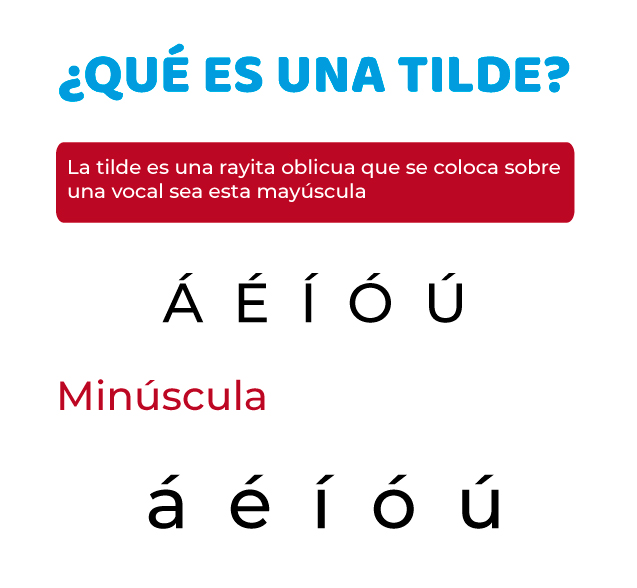 ¿QUÉ ES UNA TILDE?
La tilde es una rayita oblicua que se coloca sobre
una vocal sea esta mayúscula
Á É Í Ó Ú
Minúscula
á é í ó ú